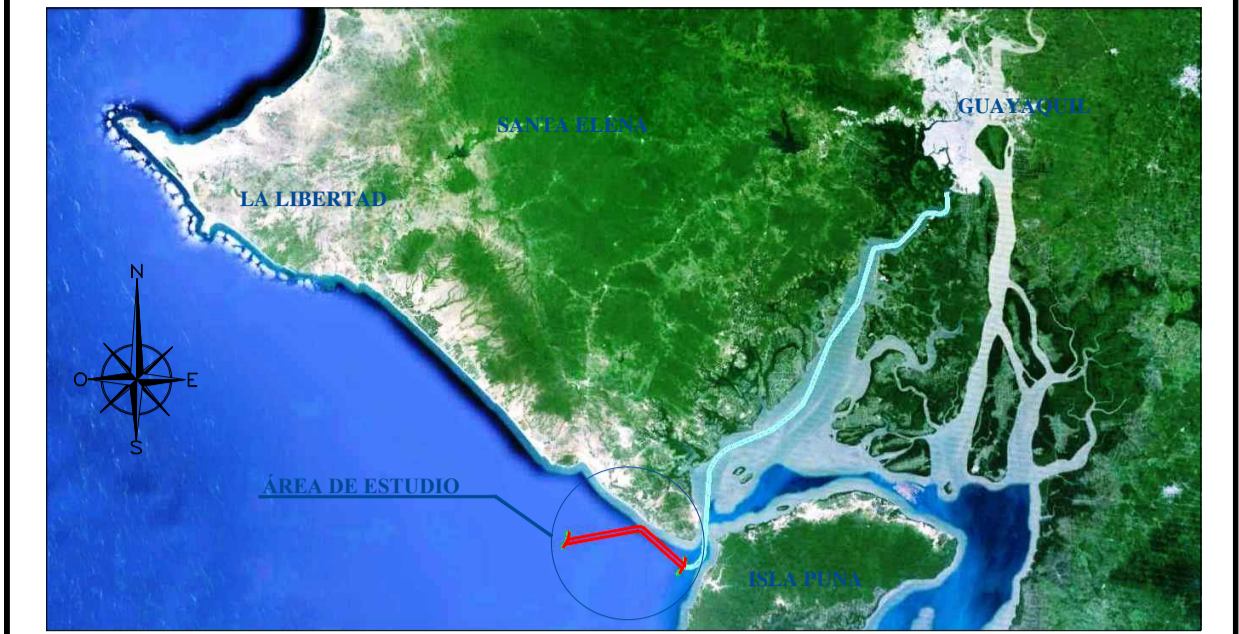 GUAYAQUIL
SANTA ELENA
LA LIBERTAD
N
O E
S
ÁREA DE ESTUDIO
ISLA PUNA